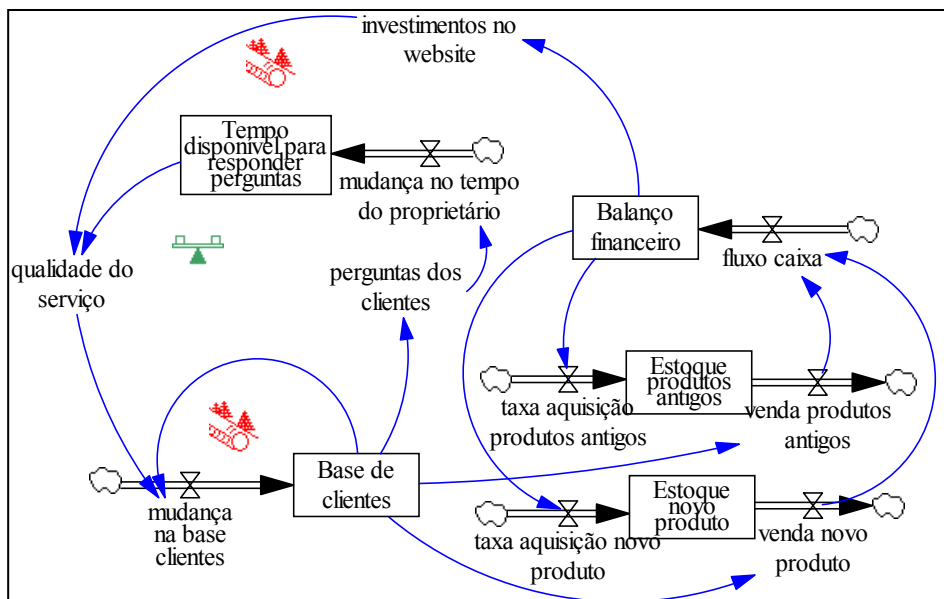 investimentos no
website
Tempo
disponível para
responder
perguntas
mudança no tempo
do proprietário
Balanço
financeiro
fluxo caixa
qualidade do
serviço
perguntas dos
clientes
Estoque
produtos
antigos
taxa aquisição
produtos antigos
venda produtos
antigos
Base de
clientes
mudança
na base
clientes
Estoque
novo
produto
taxa aquisição novo
produto
venda novo
produto